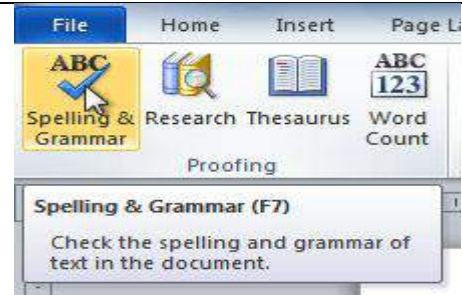 File Home Insert Page L
ABC
ABC
123
Spelling & Grammar Research Thesaurus Word Count
Proofing
Spelling & Grammar (F7)
Check the spelling and grammar of
text in the document.